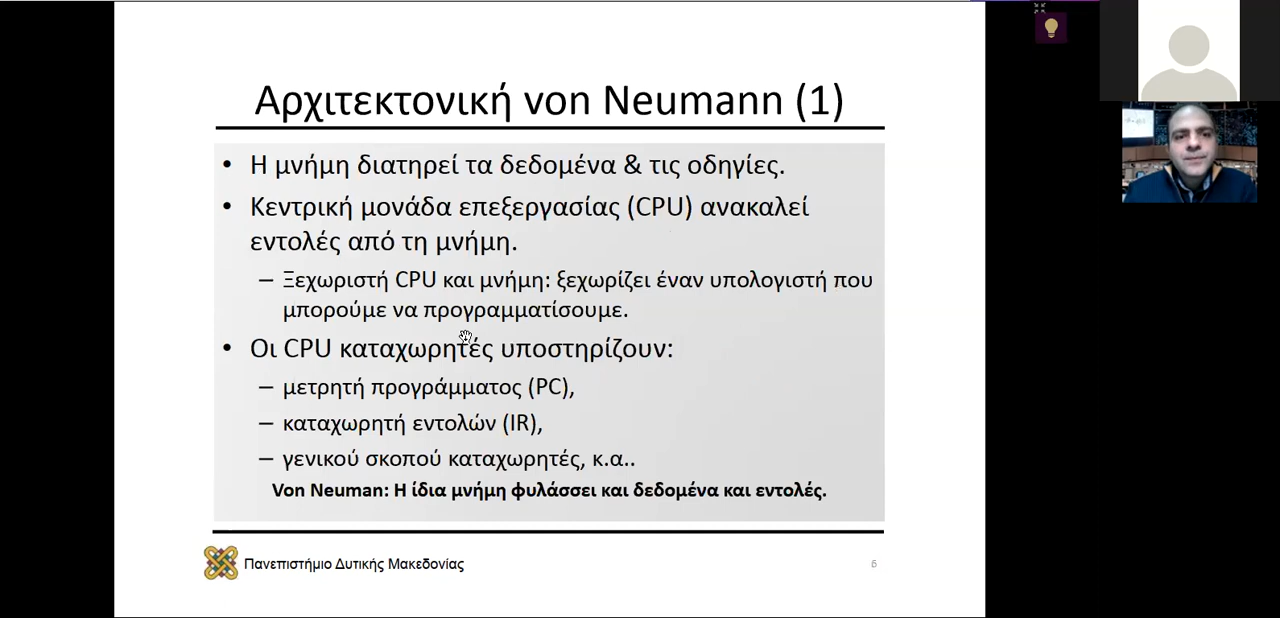 Αρχιτεκτονική von Neumann (1)
• Η μνήμη διατηρεί τα δεδομένα & τις οδηγίες.
• Κεντρική μονάδα επεξεργασίας (CPU) ανακαλεί
εντολές από τη μνήμη.
– Ξεχωριστή CPU και μνήμη: ξεχωρίζει έναν υπολογιστή που
μπορούμε να προγραμματίσουμε.
• Οι CPU καταχωρητές υποστηρίζουν:
– μετρητή προγράμματος (PC),
– καταχωρητή εντολών (IR),
– γενικού σκοπού καταχωρητές, κ.α..
Von Neuman: Η ίδια μνήμη φυλάσσει και δεδομένα και εντολές.
Πανεπιστήμιο Δυτικής Μακεδονίας
6